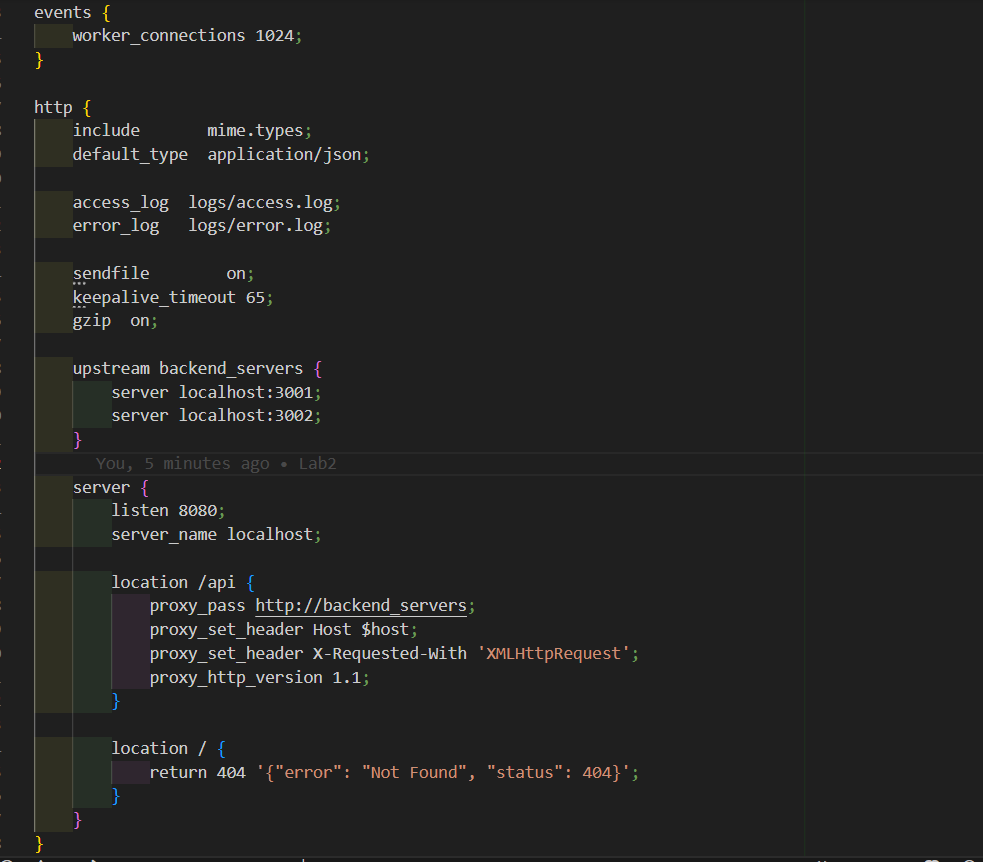 events {
    worker_connections 1024;
}
http {
    include       mime.types;
    default_type  application/json;
    access_log  logs/access.log;
    error_log   logs/error.log;
    sendfile        on;
    keepalive_timeout 65;
    gzip  on;
    upstream backend_servers {
        server localhost:3001;
        server localhost:3002;
    }
You, 5 minutes ago • Lab2
    server {
        listen 8080;
        server_name localhost;
        location /api {
            proxy_pass http://backend_servers;
            proxy_set_header Host $host;
            proxy_set_header X-Requested-With 'XMLHttpRequest';
            proxy_http_version 1.1;
        }
        location / {
            return 404 '{"error": "Not Found", "status": 404}';
        }
    }
}